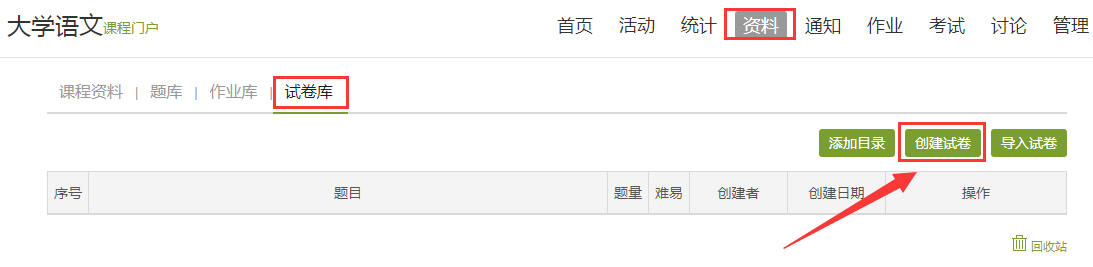 大学语文课程门户 首页 活动 统计 资料 通知 作业 考试 讨论 管理
课程资料 | 题库 | 作业库 | 试卷库
添加目录 创建试卷 导入试卷
序号 题目 题量 难易 创建者 创建日期 操作
回收站